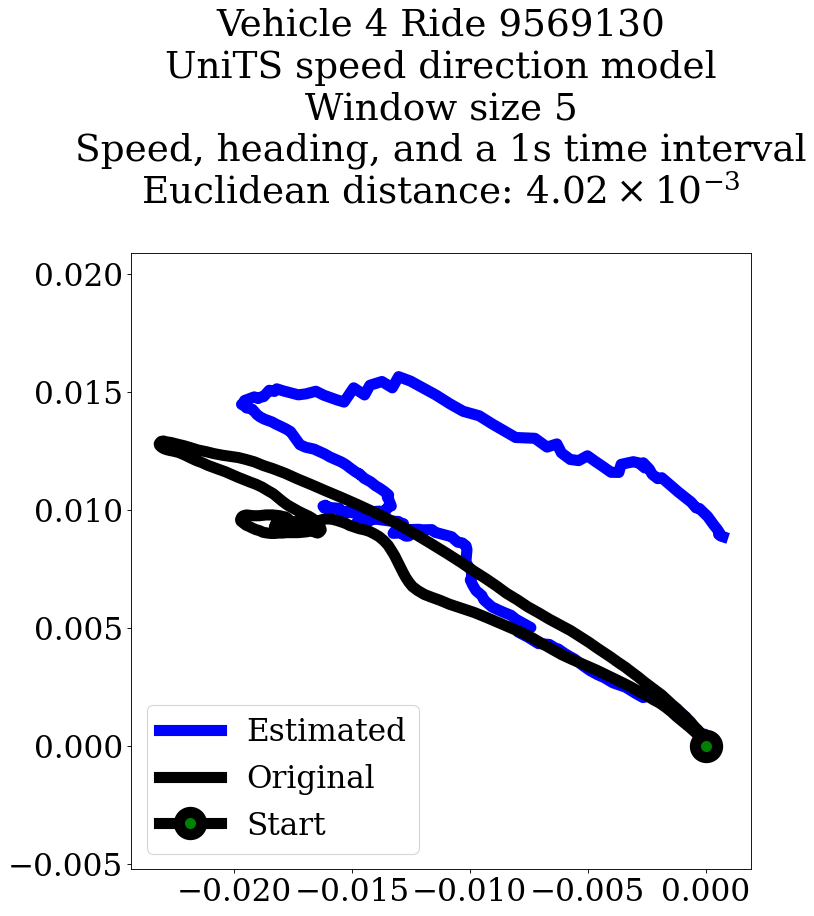 Vehicle 4 Ride 9569130
UniTS speed direction model
Window size 5
Speed, heading, and a 1s time interval
Euclidean distance: 4.02 × 10⁻³
0.020
0.015
0.010
0.005
0.000
−0.005
Estimated
Original
Start
−0.020 −0.015 −0.010 −0.005 0.000